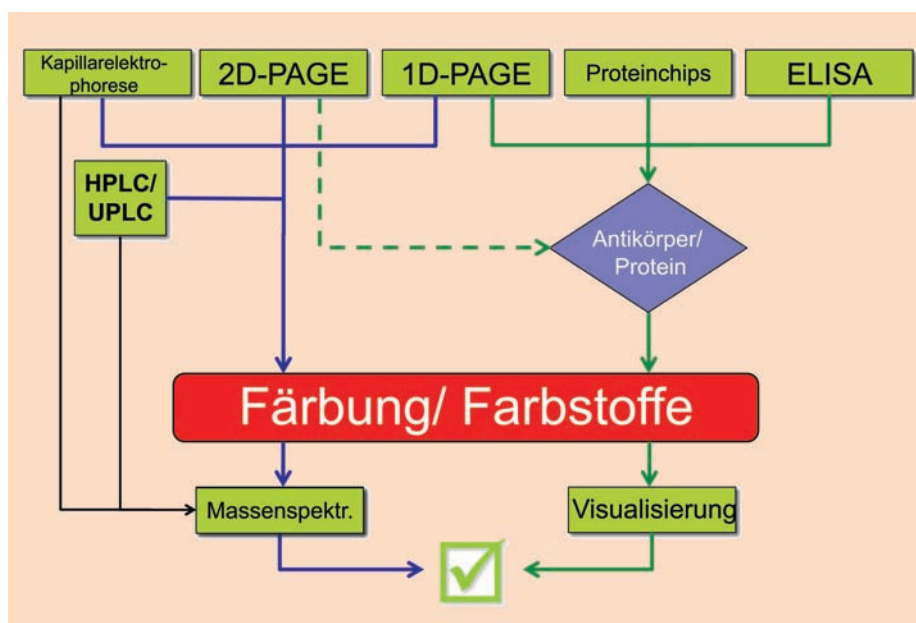 Kapillarelektro-
phorese
2D-PAGE
1D-PAGE
Proteinchips
ELISA
HPLC/
UPLC
Antikörper/
Protein
Färbung/ Farbstoffe
Massenspektr.
Visualisierung